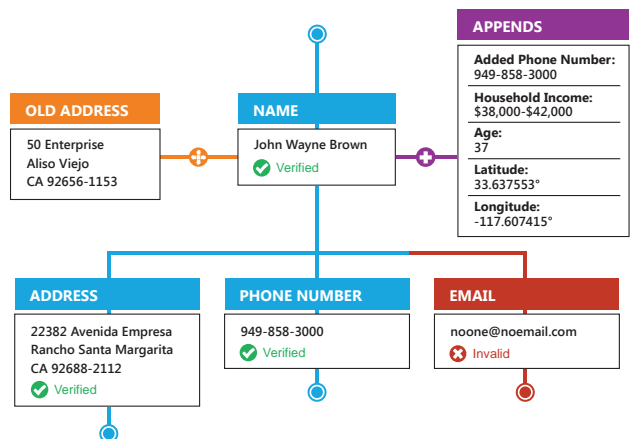 APPENDS
Added Phone Number:
949-858-3000
Household Income:
$38,000-$42,000
Age:
37
Latitude:
33.637553°
Longitude:
-117.607415°
OLD ADDRESS
50 Enterprise
Aliso Viejo
CA 92656-1153
NAME
John Wayne Brown
Verified
ADDRESS
22382 Avenida Empresa
Rancho Santa Margarita
CA 92688-2112
Verified
PHONE NUMBER
949-858-3000
Verified
EMAIL
noone@noemail.com
Invalid